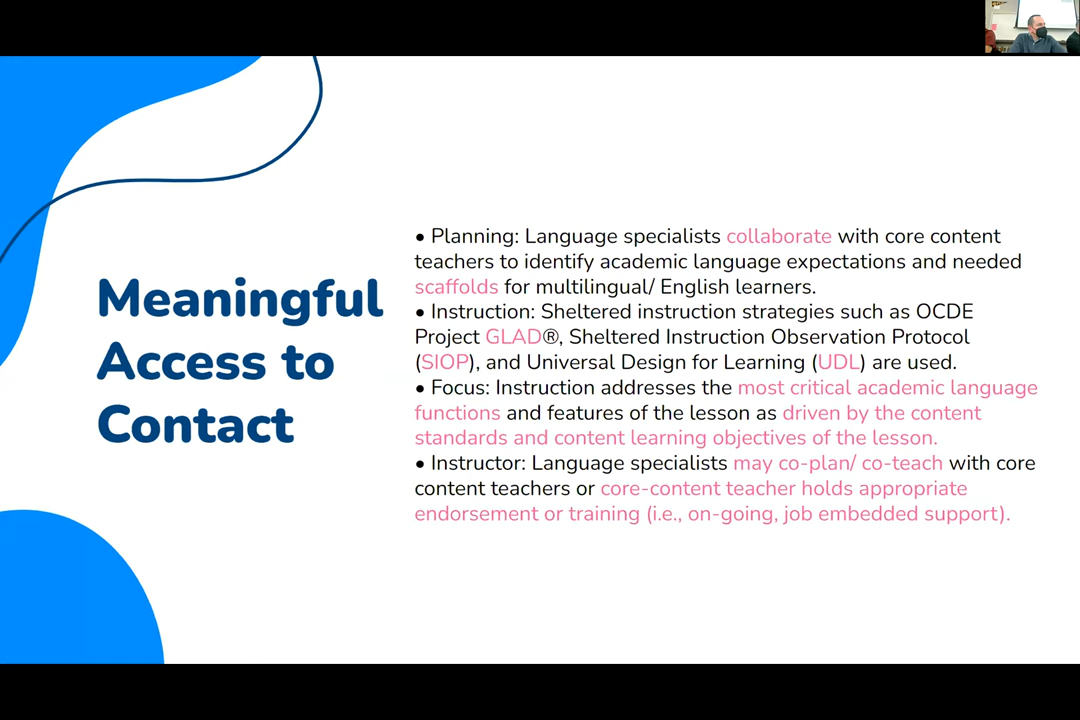 Meaningful
Access to
Contact
• Planning: Language specialists collaborate with core content
teachers to identify academic language expectations and needed
scaffolds for multilingual/ English learners.
• Instruction: Sheltered instruction strategies such as OCDE
Project GLAD®, Sheltered Instruction Observation Protocol
(SIOP), and Universal Design for Learning (UDL) are used.
• Focus: Instruction addresses the most critical academic language
functions and features of the lesson as driven by the content
standards and content learning objectives of the lesson.
• Instructor: Language specialists may co-plan/ co-teach with core
content teachers or core-content teacher holds appropriate
endorsement or training (i.e., on-going, job embedded support).